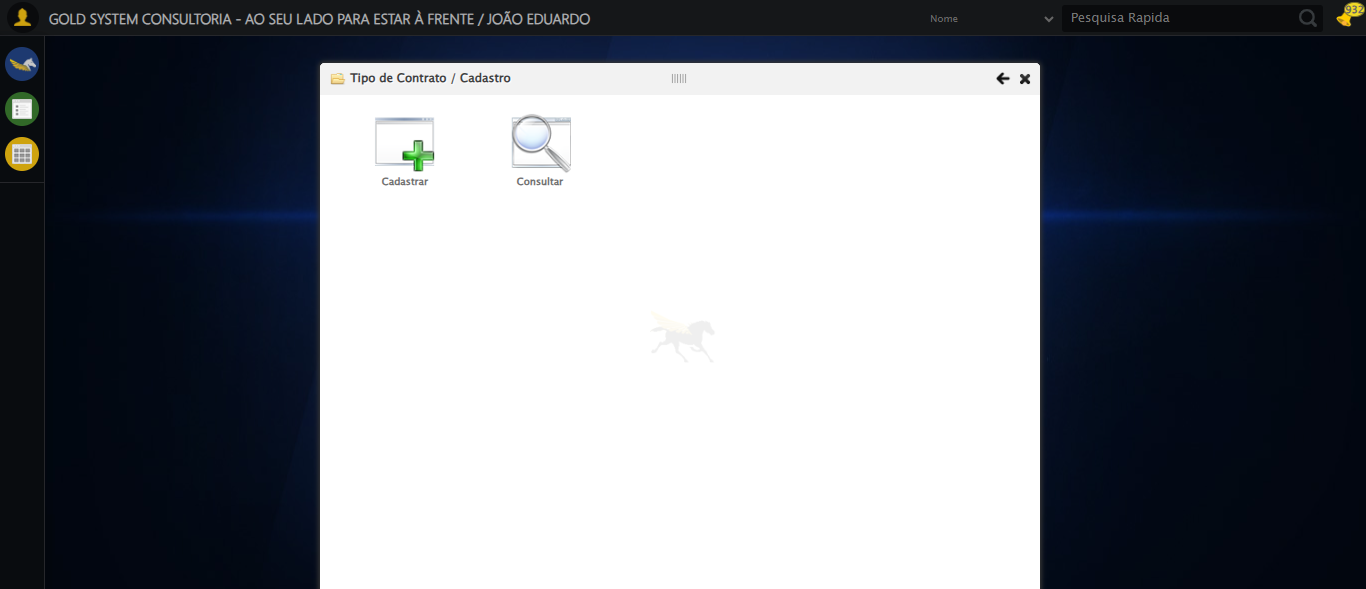 GOLD SYSTEM CONSULTORIA - AO SEU LADO PARA ESTAR À FRENTE / JOÃO EDUARDO
Nome
Pesquisa Rapida
932
Tipo de Contrato / Cadastro
Cadastrar
Consultar